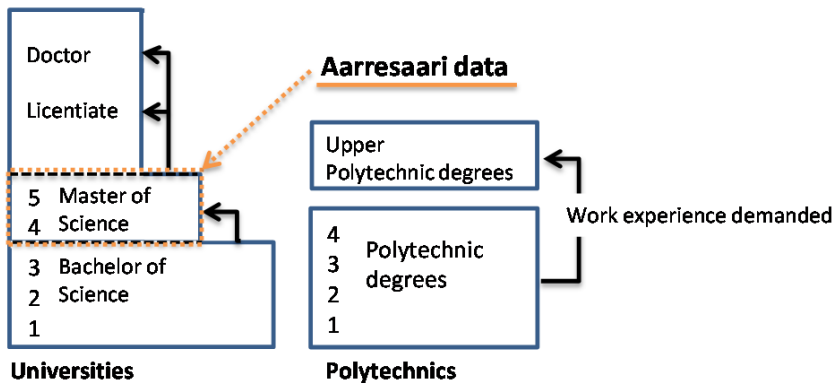 Doctor
Licentiate
5 Master of
4 Science
3 Bachelor of
2 Science
1
Universities
Aarresaari data
Upper
Polytechnic degrees
Work experience demanded
4
3 Polytechnic
2 degrees
1
Polytechnics